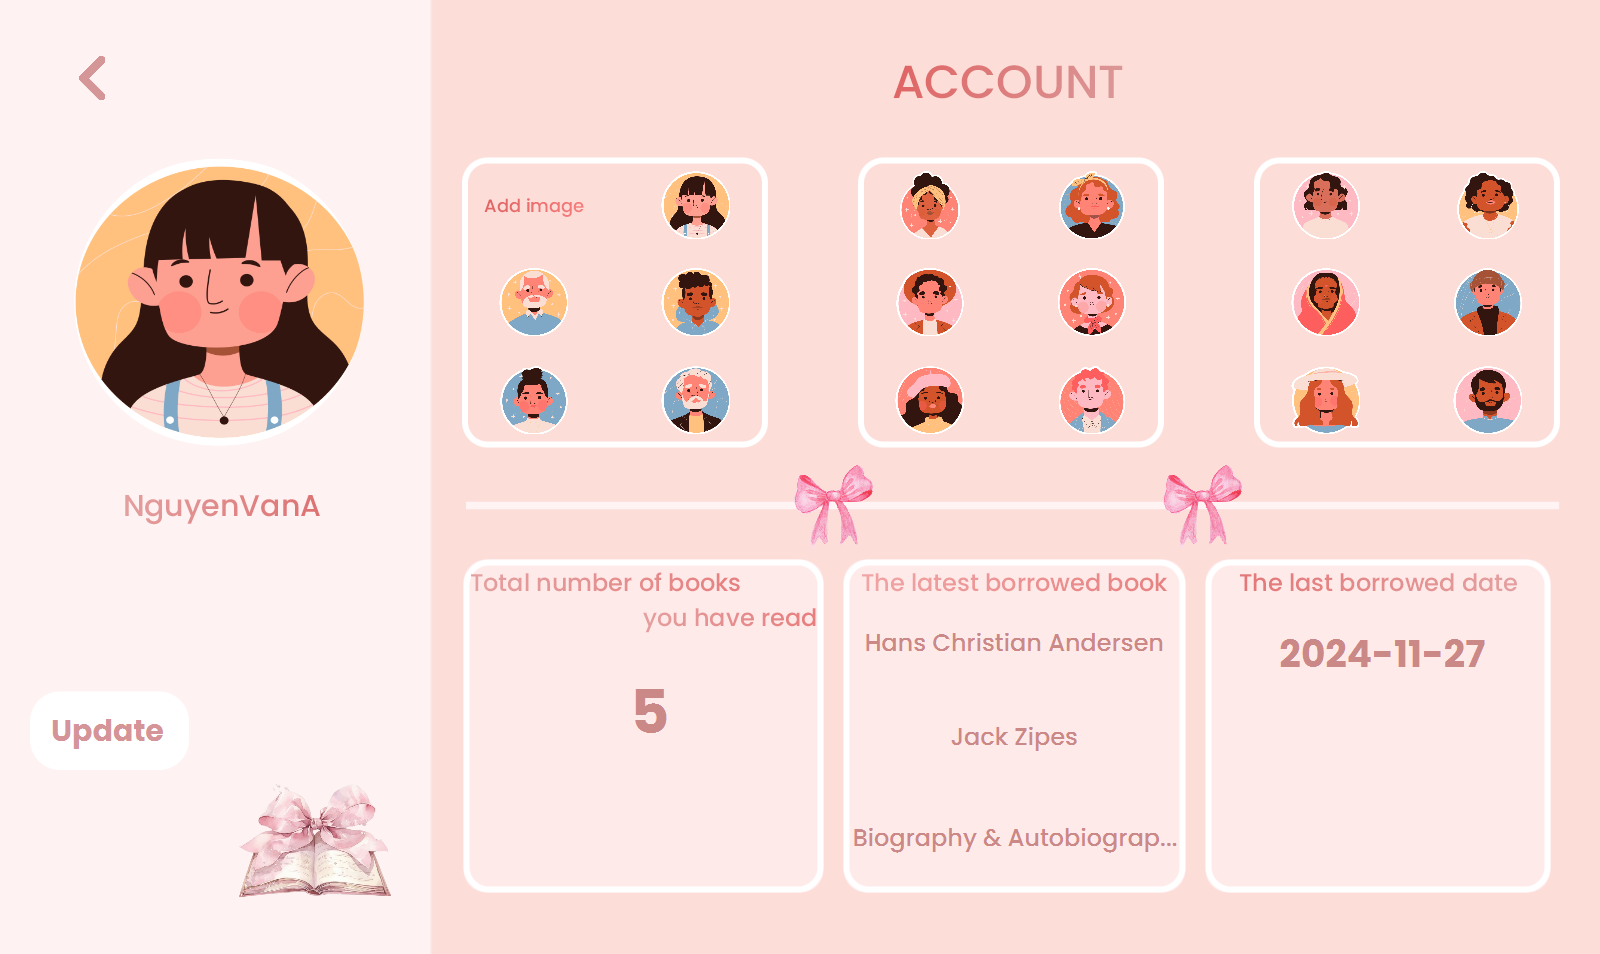 ACCOUNT
Add image
NguyenVanA
Update
Total number of books
you have read
5
The latest borrowed book
Hans Christian Andersen
Jack Zipes
Biography & Autobiograp...
The last borrowed date
2024-11-27